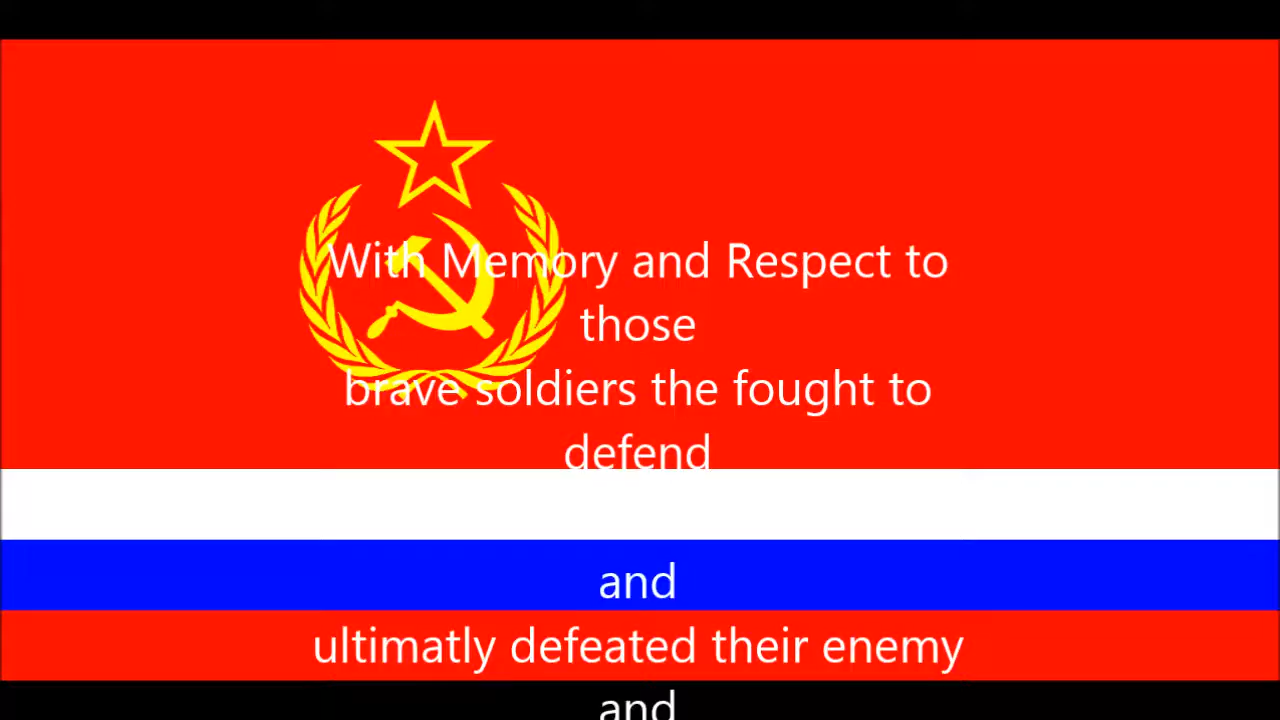 With Memory and Respect to
those
brave soldiers the fought to
defend
and
ultimatly defeated their enemy
and